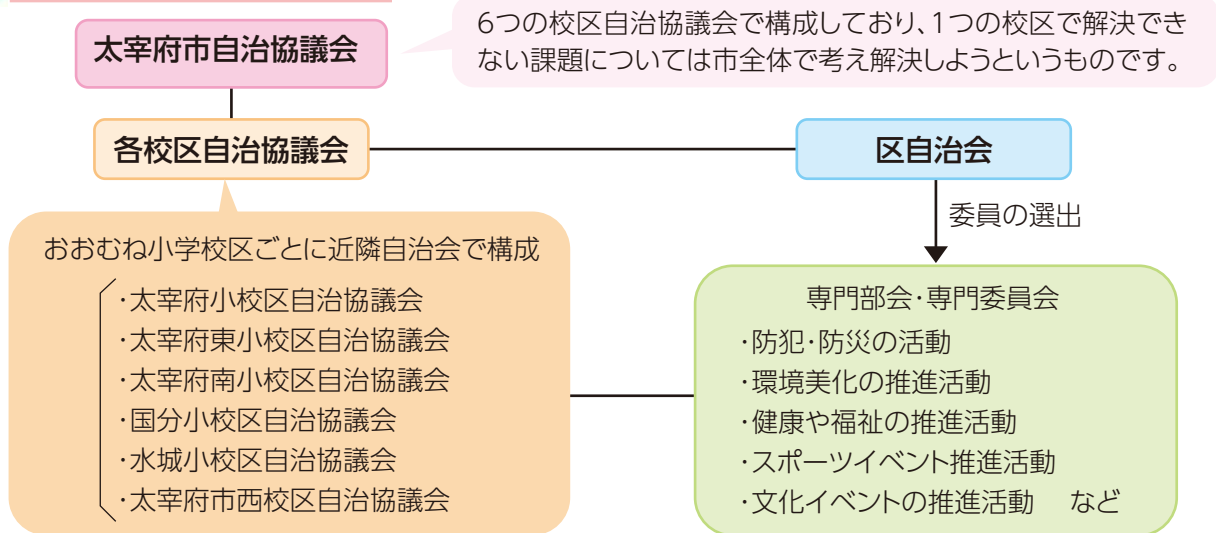 太宰府市自治協議会
6つの校区自治協議会で構成しており、1つの校区で解決でき
ない課題については市全体で考え解決しようというものです。
各校区自治協議会
区自治会
委員の選出
おおむね小学校区ごとに近隣自治会で構成
・太宰府小校区自治協議会
・太宰府東小校区自治協議会
・太宰府南小校区自治協議会
・国分小校区自治協議会
・水城小校区自治協議会
・太宰府市西校区自治協議会
専門部会・専門委員会
・防犯・防災の活動
・環境美化の推進活動
・健康や福祉の推進活動
・スポーツイベント推進活動
・文化イベントの推進活動 など